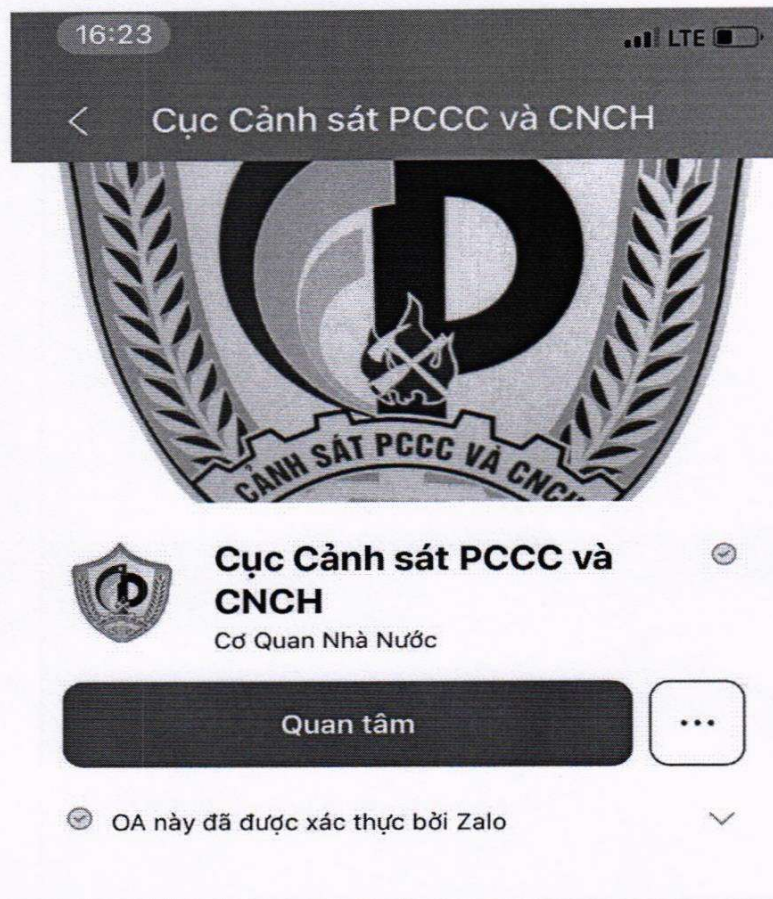 16:23
LTE
Cục Cảnh sát PCCC và CNCH
CẢNH SÁT PCCC VÀ CNCH
Cục Cảnh sát PCCC và
CNCH
Cơ Quan Nhà Nước
Quan tâm
OA này đã được xác thực bởi Zalo